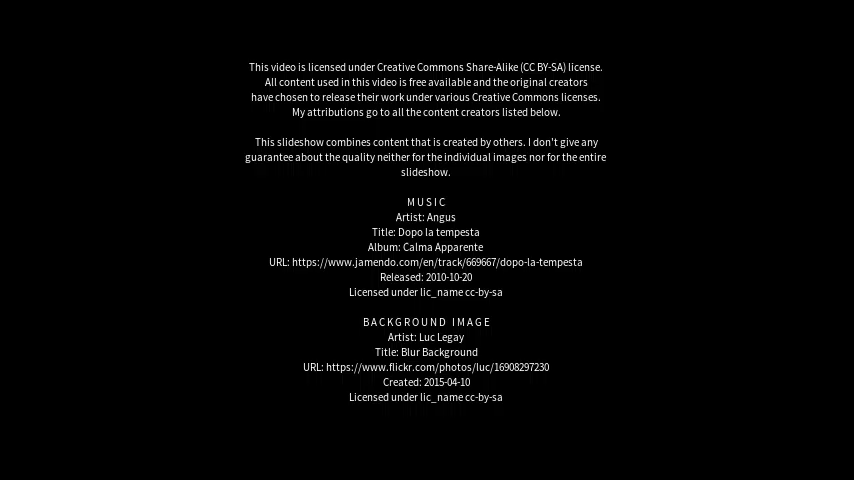 This video is licensed under Creative Commons Share-Alike (CC BY-SA) license.
All content used in this video is free available and the original creators
have chosen to release their work under various Creative Commons licenses.
My attributions go to all the content creators listed below.
This slideshow combines content that is created by others. I don't give any
guarantee about the quality neither for the individual images nor for the entire
slideshow.
MUSIC
Artist: Angus
Title: Dopo la tempesta
Album: Calma Apparente
URL: https://www.jamendo.com/en/track/669667/dopo-la-tempesta
Released: 2010-10-20
Licensed under lic_name cc-by-sa
BACKGROUND IMAGE
Artist: Luc Legay
Title: Blur Background
URL: https://www.flickr.com/photos/luc/16908297230
Created: 2015-04-10
Licensed under lic_name cc-by-sa